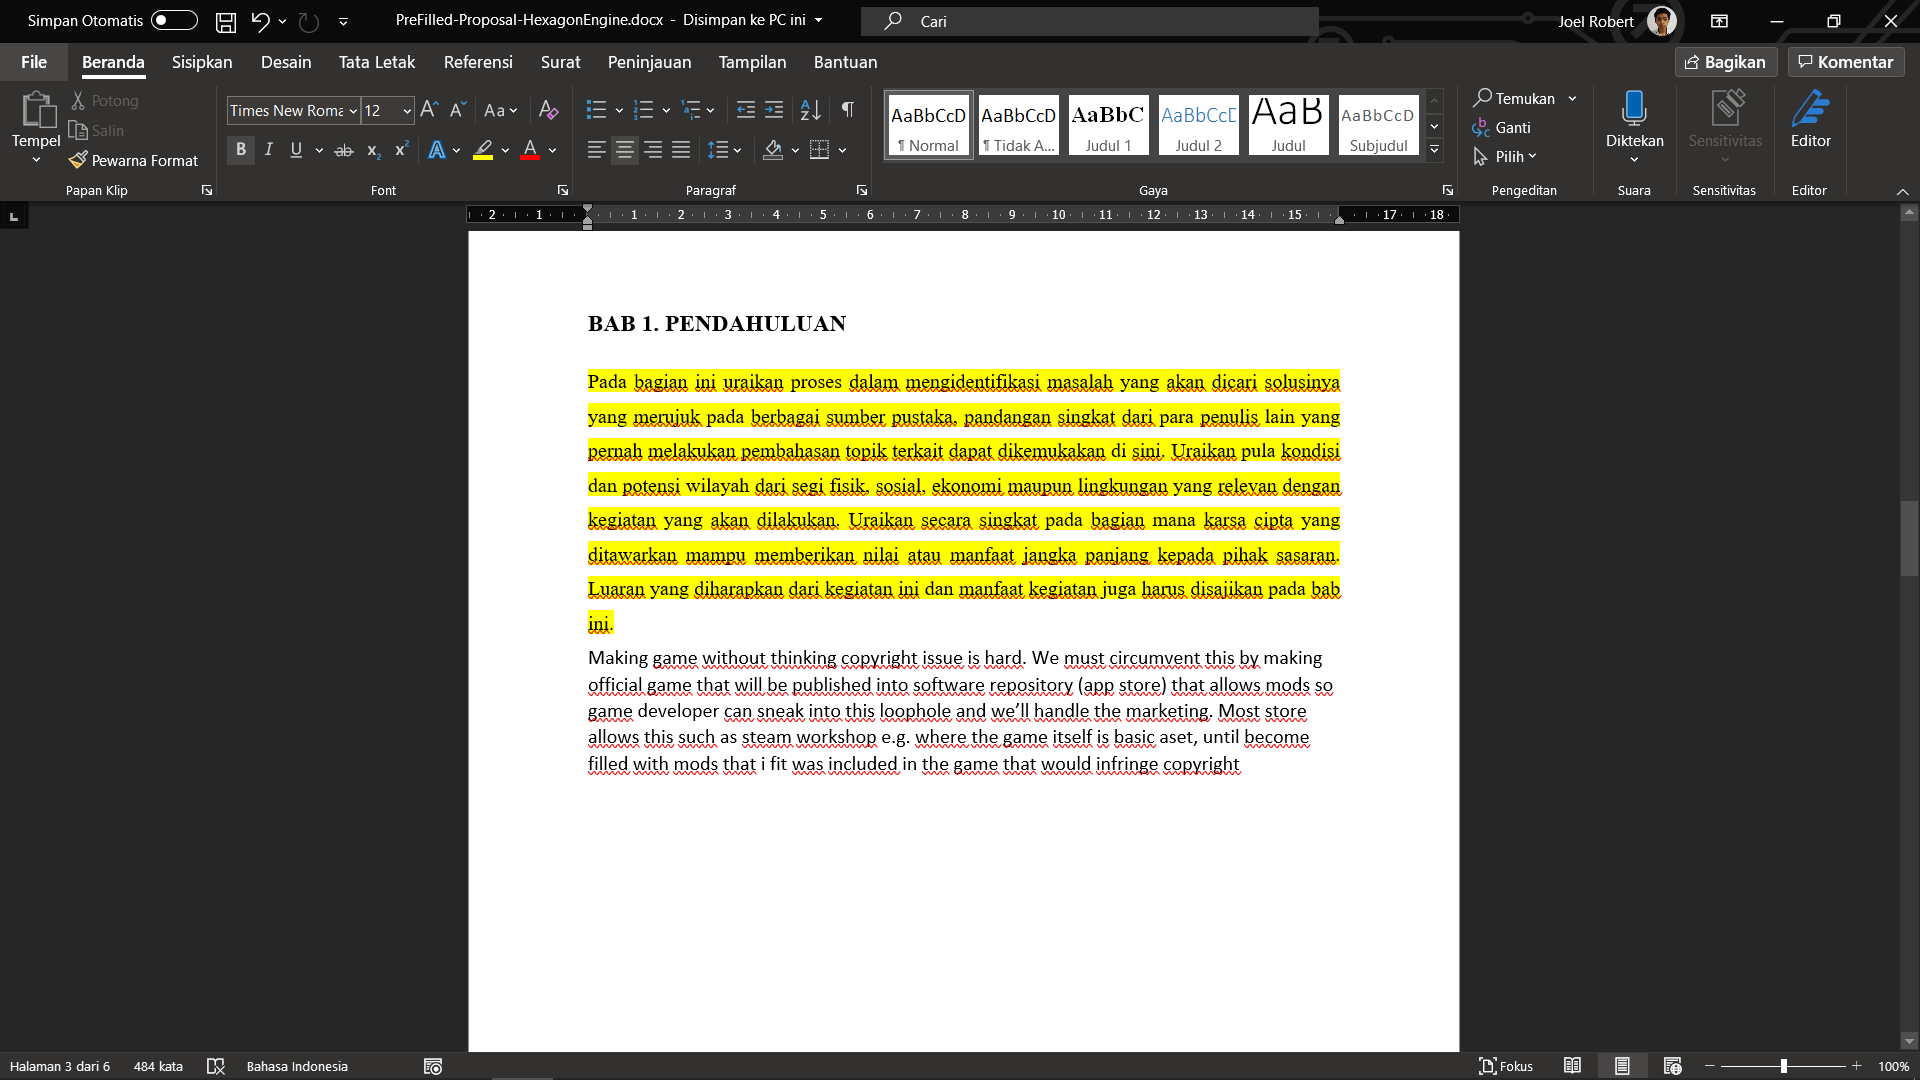 Simpan Otomatis
PreFilled-Proposal-HexagonEngine.docx - Disimpan ke PC ini
Cari
Joel Robert
File Beranda Sisipkan Desain Tata Letak Referensi Surat Peninjauan Tampilan Bantuan
Bagikan Komentar
Tempel
Potong
Salin
Pewarna Format
Papan Klip
Times New Roma 12
Font
Paragraf
AaBbCcD AaBbCcD AaBbC AaBbCcD AaB AaBbCcD
¶ Normal ¶ Tidak A... Judul 1 Judul 2 Judul Subjudul
Gaya
Temukan
Ganti
Pilih
Pengeditan
Diktekan
Suara
Sensitivitas
Sensitivitas
Editor
Editor
2 1 1 2 3 4 5 6 7 8 9 10 11 12 13 14 15 17 18
BAB 1. PENDAHULUAN
Pada bagian ini uraikan proses dalam mengidentifikasi masalah yang akan dicari solusinya
yang merujuk pada berbagai sumber pustaka, pandangan singkat dari para penulis lain yang
pernah melakukan pembahasan topik terkait dapat dikemukakan di sini. Uraikan pula kondisi
dan potensi wilayah dari segi fisik, sosial, ekonomi maupun lingkungan yang relevan dengan
kegiatan yang akan dilakukan. Uraikan secara singkat pada bagian mana karsa cipta yang
ditawarkan mampu memberikan nilai atau manfaat jangka panjang kepada pihak sasaran.
Luaran yang diharapkan dari kegiatan ini dan manfaat kegiatan juga harus disajikan pada bab
ini.
Making game without thinking copyright issue is hard. We must circumvent this by making
official game that will be published into software repository (app store) that allows mods so
game developer can sneak into this loophole and we’ll handle the marketing. Most store
allows this such as steam workshop e.g. where the game itself is basic aset, until become
filled with mods that i fit was included in the game that would infringe copyright
Halaman 3 dari 6 484 kata Bahasa Indonesia
Fokus
100%